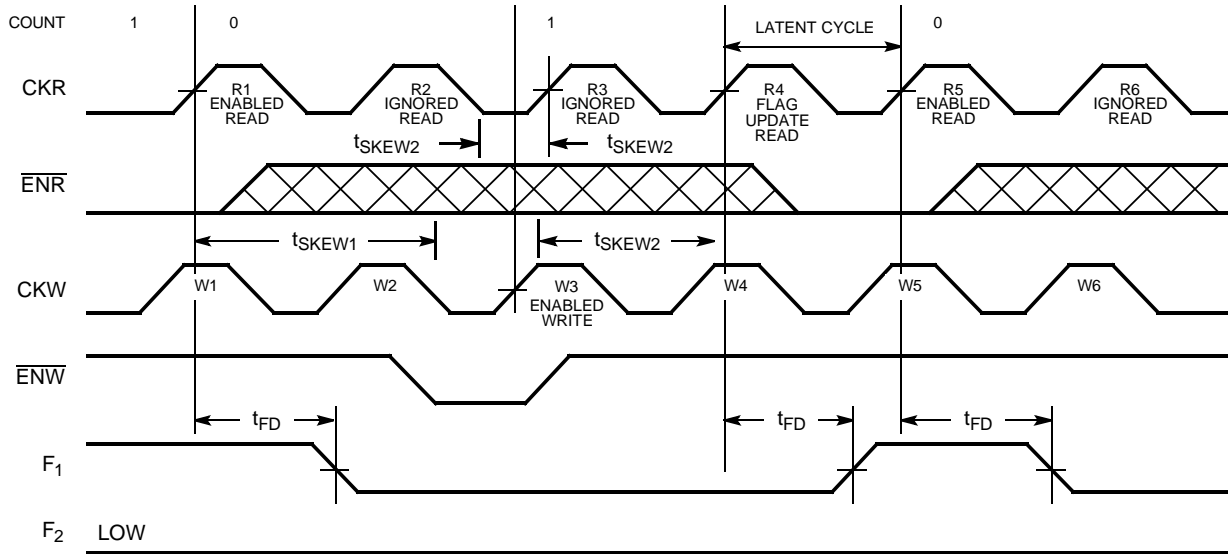 COUNT 1 0 1 LATENT CYCLE 0
CKR
R1 ENABLED READ
R2 IGNORED READ
R3 IGNORED READ
R4 FLAG UPDATE READ
R5 ENABLED READ
R6 IGNORED READ
tSKEW2 tSKEW2
ENR
tSKEW1 tSKEW2
CKW W1 W2 W3 W4 W5 W6
ENABLED
WRITE
ENW
tFD tFD tFD
F1
F2 LOW